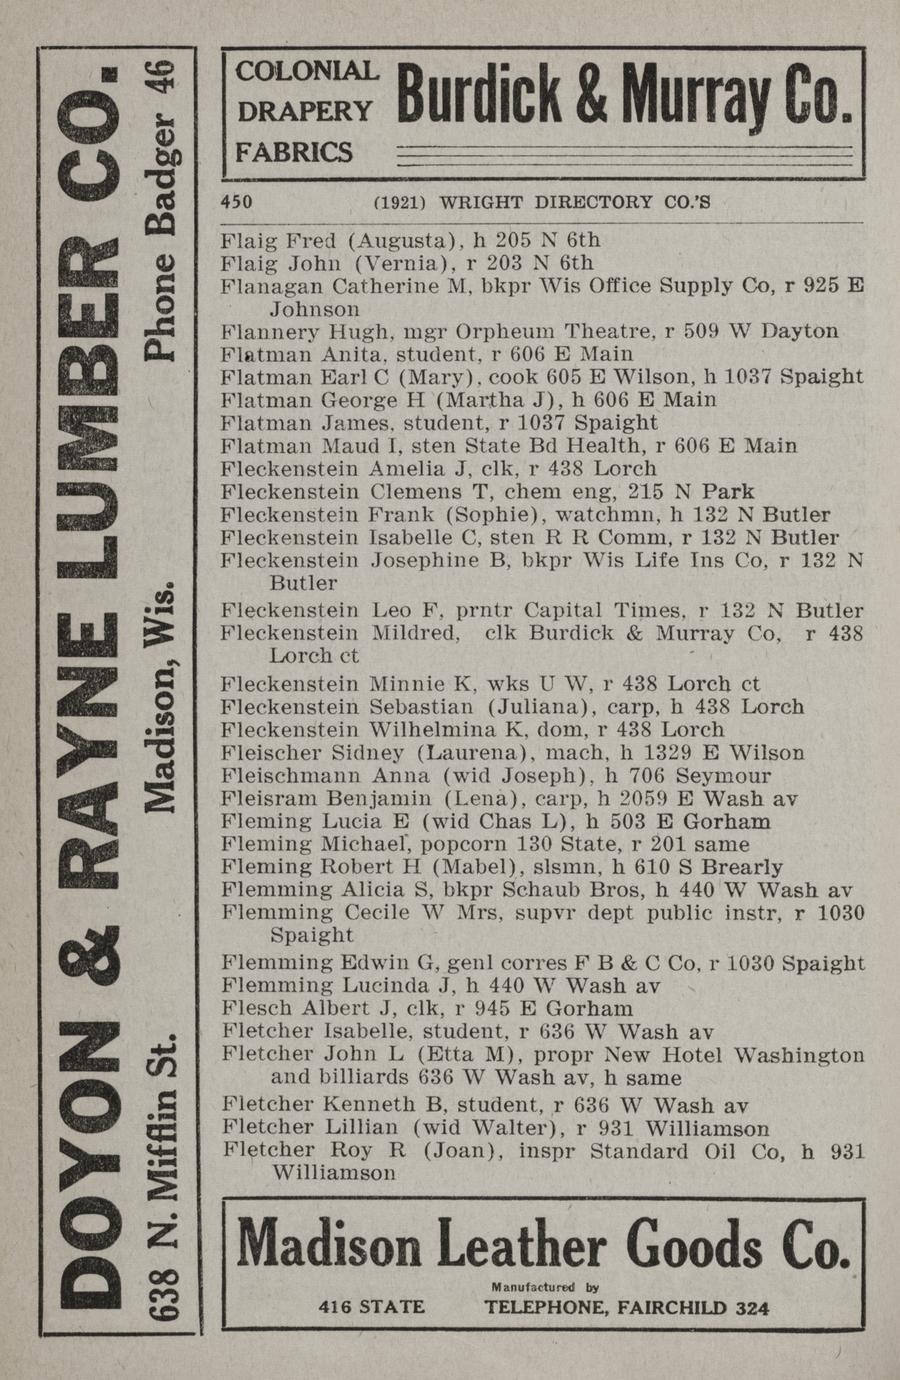 DOYON & RAYNE LUMBER CO.
638 N. Mifflin St. Madison, Wis. Phone Badger 46
COLONIAL
DRAPERY
FABRICS
Burdick & Murray Co.
450 (1921) WRIGHT DIRECTORY CO.'S
Flaig Fred (Augusta), h 205 N 6th
Flaig John (Vernia), r 203 N 6th
Flanagan Catherine M, bkpr Wis Office Supply Co, r 925 E
Johnson
Flannery Hugh, mgr Orpheum Theatre, r 509 W Dayton
Flatman Anita, student, r 606 E Main
Flatman Earl C (Mary), cook 605 E Wilson, h 1037 Spaight
Flatman George H (Martha J), h 606 E Main
Flatman James, student, r 1037 Spaight
Flatman Maud I, sten State Bd Health, r 606 E Main
Fleckenstein Amelia J, clk, r 438 Lorch
Fleckenstein Clemens T, chem eng, 215 N Park
Fleckenstein Frank (Sophie), watchmn, h 132 N Butler
Fleckenstein Isabelle C, sten R R Comm, r 132 N Butler
Fleckenstein Josephine B, bkpr Wis Life Ins Co, r 132 N
Butler
Fleckenstein Leo F, prntr Capital Times, r 132 N Butler
Fleckenstein Mildred, clk Burdick & Murray Co, r 438
Lorch ct
Fleckenstein Minnie K, wks U W, r 438 Lorch ct
Fleckenstein Sebastian (Juliana), carp, h 438 Lorch
Fleckenstein Wilhelmina K, dom, r 438 Lorch
Fleischer Sidney (Laurena), mach, h 1329 E Wilson
Fleischmann Anna (wid Joseph), h 706 Seymour
Fleisram Benjamin (Lena), carp, h 2059 E Wash av
Fleming Lucia E (wid Chas L), h 503 E Gorham
Fleming Michael, popcorn 130 State, r 201 same
Fleming Robert H (Mabel), slsmn, h 610 S Brearly
Flemming Alicia S, bkpr Schaub Bros, h 440 W Wash av
Flemming Cecile W Mrs, supvr dept public instr, r 1030
Spaight
Flemming Edwin G, genl corres F B & C Co, r 1030 Spaight
Flemming Lucinda J, h 440 W Wash av
Flesch Albert J, clk, r 945 E Gorham
Fletcher Isabelle, student, r 636 W Wash av
Fletcher John L (Etta M), propr New Hotel Washington
and billiards 636 W Wash av, h same
Fletcher Kenneth B, student, r 636 W Wash av
Fletcher Lillian (wid Walter), r 931 Williamson
Fletcher Roy R (Joan), inspr Standard Oil Co, h 931
Williamson
Madison Leather Goods Co.
Manufactured by
416 STATE TELEPHONE, FAIRCHILD 324